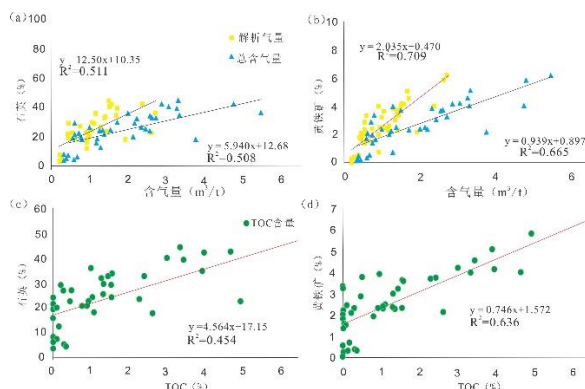 (a)
100
80
60
40
20
0
石英 (%)
y=12.50x+10.35
R²=0.511
解析气量
总含气量
y=5.940x+12.68
R²=0.508
0 1 2 3 4 5 6
含气量 (m³/t)
(b)
10
8
6
4
2
0
黄铁矿 (%)
y=2.035x-0.470
R²=0.709
0.939x+0.897
R²=0.665
0 2 4 6
含气量 (m³/t)
(c)
60
50
40
30
20
10
0
石英 (%)
TOC含量
y=4.564x+17.15
R²=0.454
0 1 2 3 4 5 6
TOC (%)
(d)
7
6
5
4
3
2
1
0
黄铁矿 (%)
y=0.746x+1.572
R²=0.636
0 1 2 3 4 5 6
TOC (%)